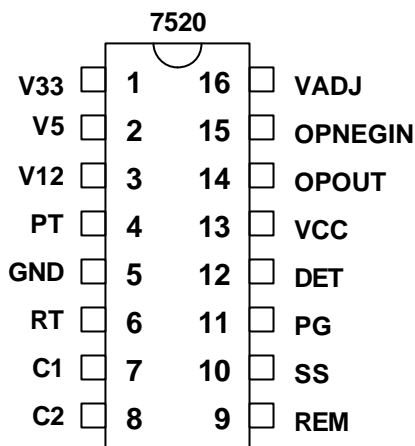 7520
V33 1 16 VADJ
V5 2 15 OPNEGIN
V12 3 14 OPOUT
PT 4 13 VCC
GND 5 12 DET
RT 6 11 PG
C1 7 10 SS
C2 8 9 REM